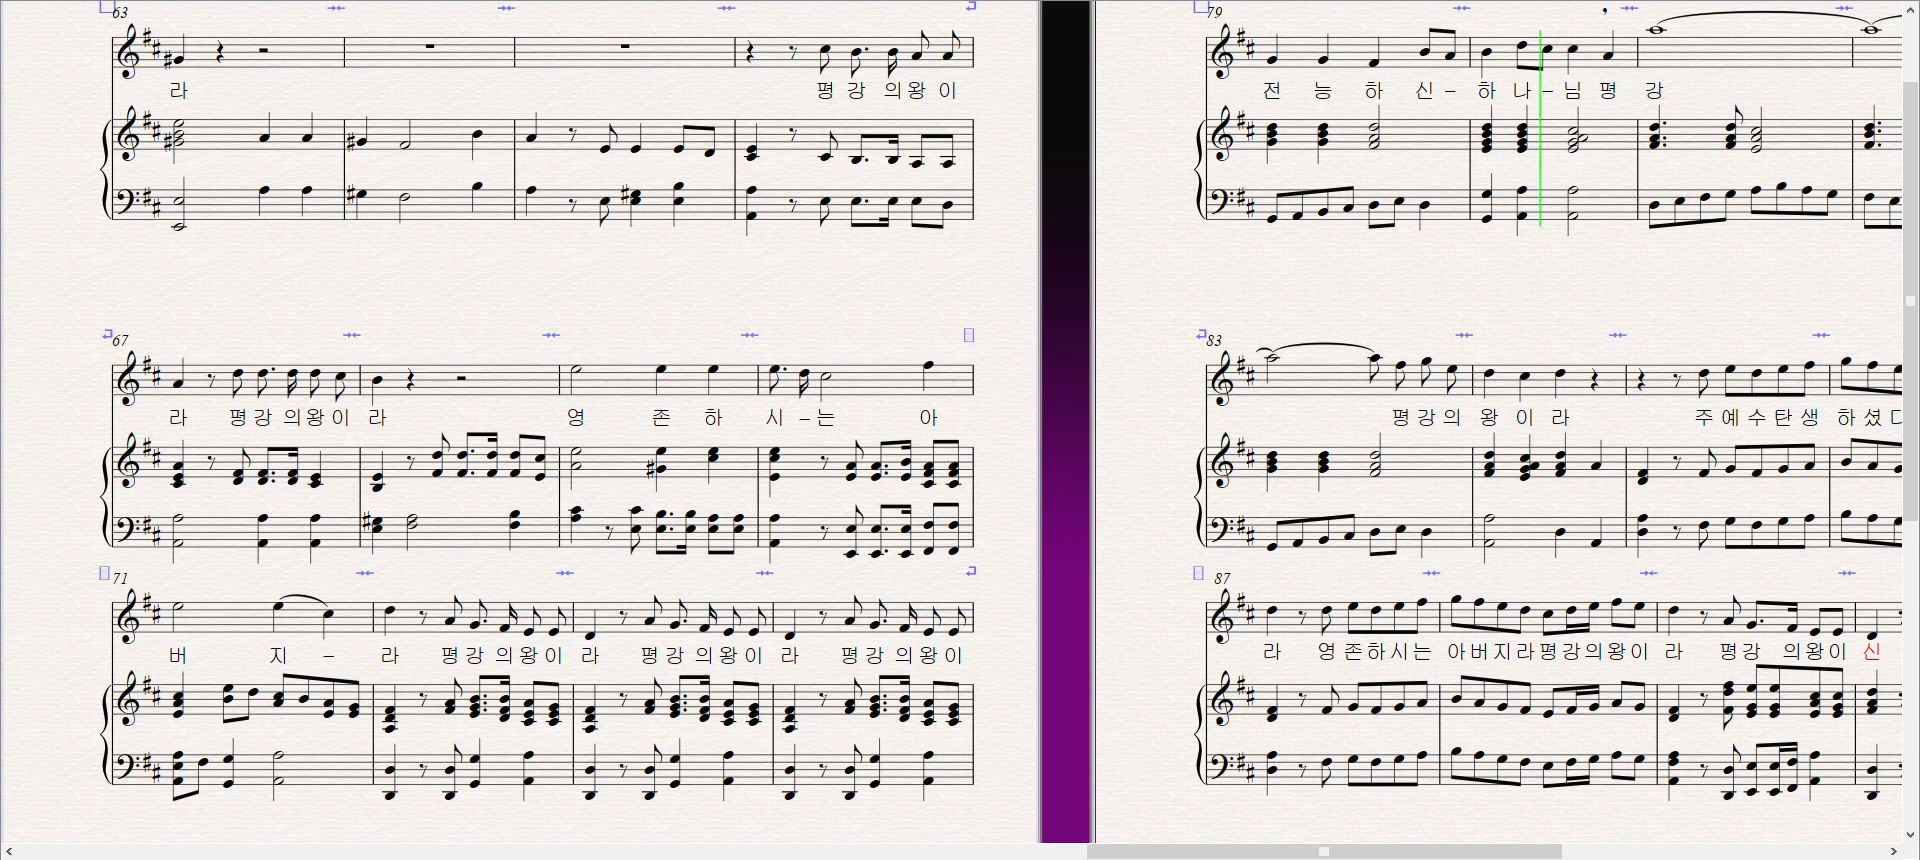 63
라 평 강 의 왕 이
67
라 평 강 의 왕 이 라 영 존 하 시 – 는 아
71
버 지 – 라 평 강 의 왕 이 라 평 강 의 왕 이 라 평 강 의 왕 이
79
전 능 하 신 – 하 나 – 님 평 강
83
평 강 의 왕 이 라 주 예 수 탄 생 하 셨
87
라 영 존 하 시 는 아 버 지 라 평 강 의 왕 이 라 평 강 의 왕 이 신